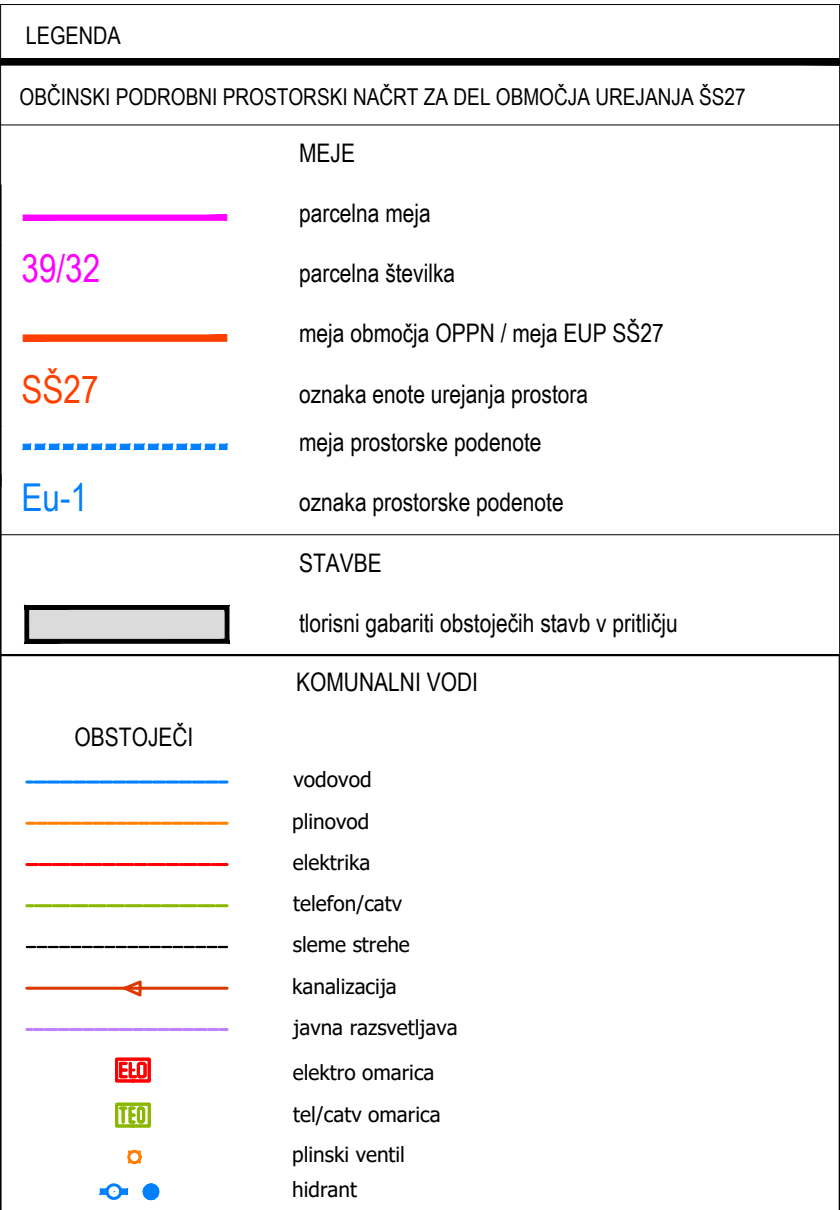 LEGENDA
OBČINSKI PODROBNI PROSTORSKI NAČRT ZA DEL OBMOČJA UREJANJA ŠS27
MEJE
parcelna meja
39/32 parcelna številka
meja območja OPPN / meja EUP SŠ27
SŠ27 oznaka enote urejanja prostora
meja prostorske podenote
Eu-1 oznaka prostorske podenote
STAVBE
tlorisni gabariti obstoječih stavb v pritličju
KOMUNALNI VODI
OBSTOJEČI
vodovod
plinovod
elektrika
telefon/catv
sleme strehe
kanalizacija
javna razsvetljava
ELO elektro omarica
TEO tel/catv omarica
plinski ventil
hidrant